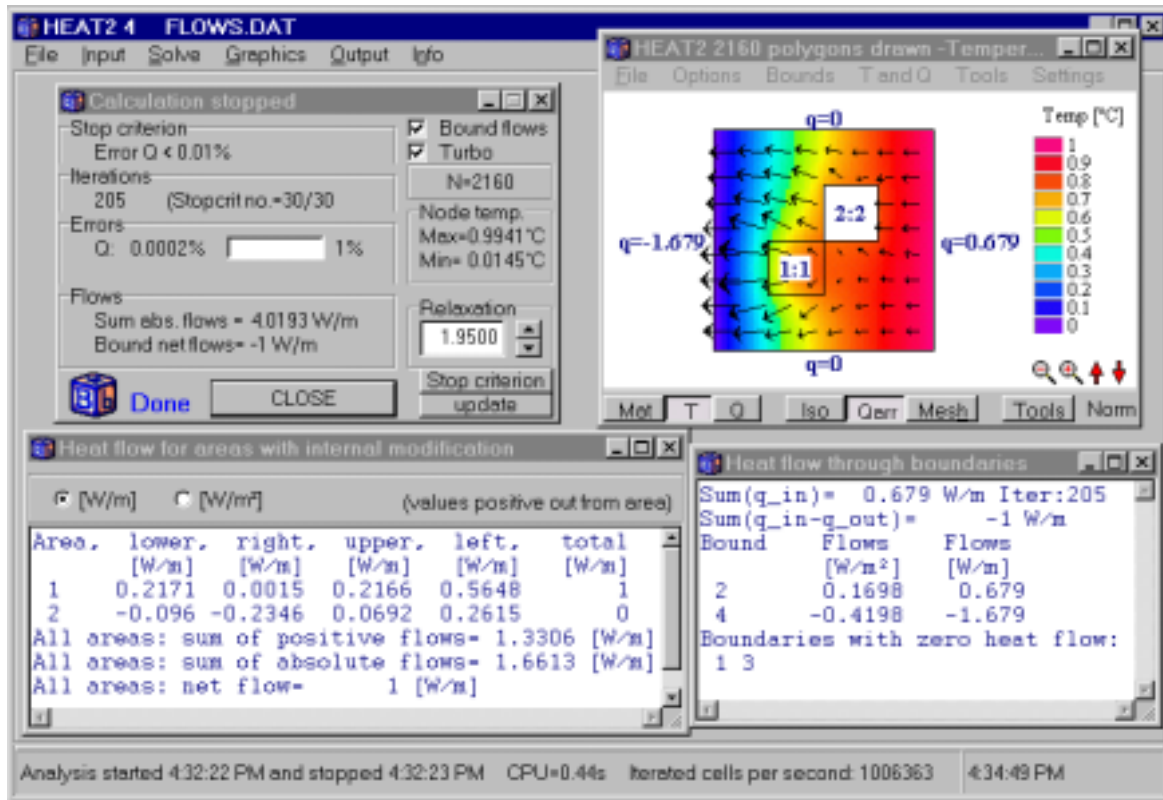 HEAT2 4 FLOWS.DAT
File Input Solve Graphics Output Info
Calculation stopped
Stop criterion
Error Q < 0.01%
Iterations
205 (Stopcrit no.=30/30
Errors
Q: 0.0002% 1%
Flows
Sum abs. flows = 4.0193 W/m
Bound net flows= -1 W/m
Done CLOSE
Bound flows
Turbo
N=2160
Node temp.
Max=0.9941°C
Min= 0.0145°C
Relaxation
1.9500
Stop criterion
update
HEAT2 2160 polygons drawn -Temper...
File Options Bounds T and Q Tools Settings
q=0
Temp [°C]
1
0.9
0.8
0.7
0.6
0.5
0.4
0.3
0.2
0.1
0
2:2
q=-1.679
q=0.679
1:1
q=0
Mat T Q Iso Qarr Mesh Tools Norm
Heat flow for areas with internal modification
[W/m] [W/m²] (values positive out from area)
Area, lower, right, upper, left, total
[W/m] [W/m] [W/m] [W/m] [W/m]
1 0.2171 0.0015 0.2166 0.5648 1
2 -0.096 -0.2346 0.0692 0.2615 0
All areas: sum of positive flows= 1.3306 [W/m]
All areas: sum of absolute flows= 1.6613 [W/m]
All areas: net flow= 1 [W/m]
Heat flow through boundaries
Sum(q_in)= 0.679 W/m Iter:205
Sum(q_in-q_out)= -1 W/m
Bound Flows Flows
[W/m²] [W/m]
2 0.1698 0.679
4 -0.4198 -1.679
Boundaries with zero heat flow:
1 3
Analysis started 4:32:22 PM and stopped 4:32:23 PM CPU=0.44s Iterated cells per second: 1006363 4:34:49 PM